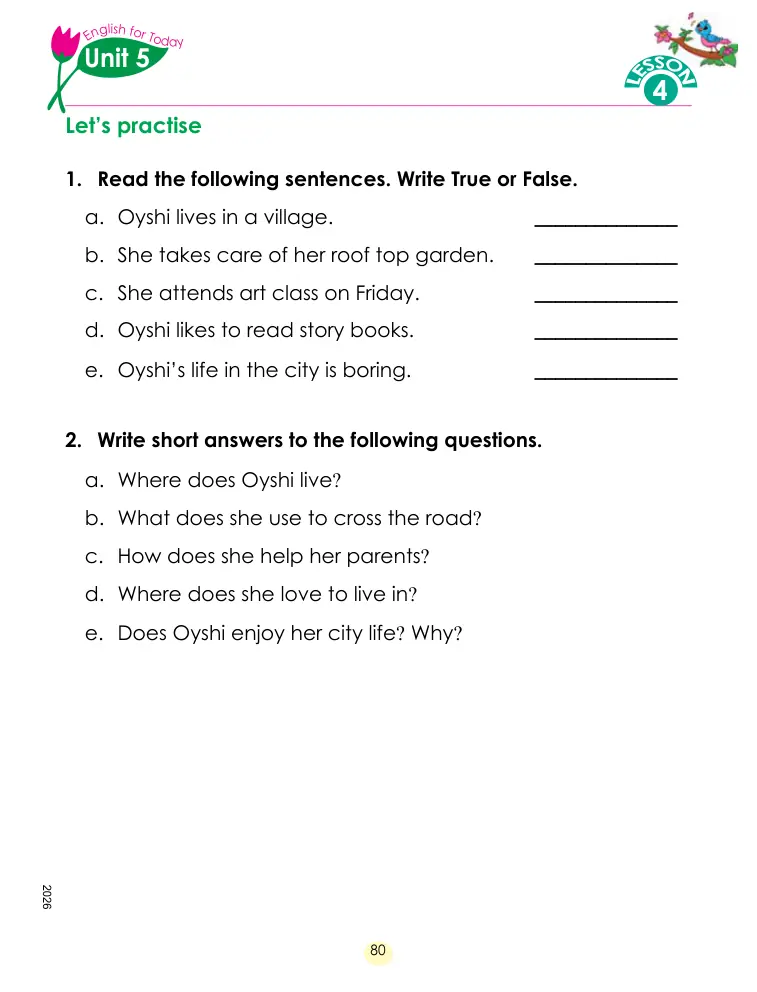 English for Today
Unit 5
LESSON
4
Let’s practise
1. Read the following sentences. Write True or False.
a. Oyshi lives in a village. ______________
b. She takes care of her roof top garden. ______________
c. She attends art class on Friday. ______________
d. Oyshi likes to read story books. ______________
e. Oyshi’s life in the city is boring. ______________
2. Write short answers to the following questions.
a. Where does Oyshi live?
b. What does she use to cross the road?
c. How does she help her parents?
d. Where does she love to live in?
e. Does Oyshi enjoy her city life? Why?
2026
80